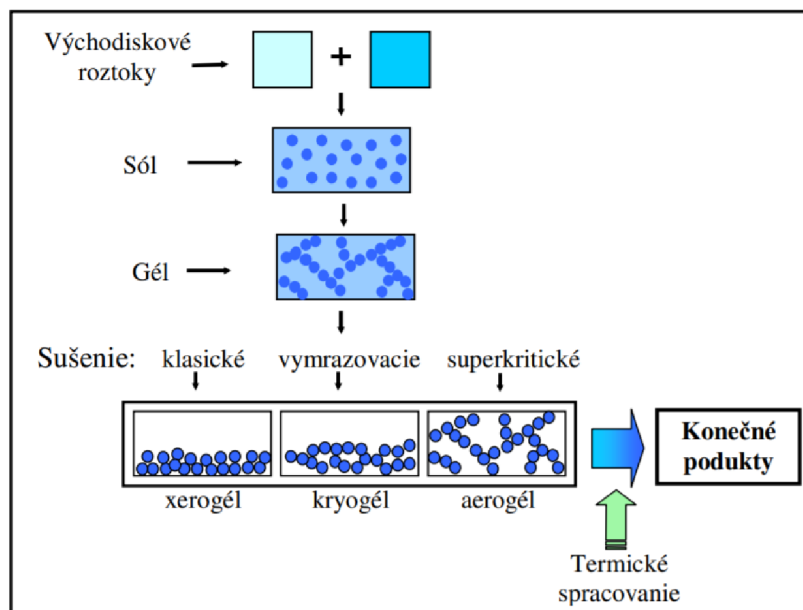 Východiskové
roztoky
+
Sól
Gél
Sušenie: klasické vymrazovacie superkritické
xerogél kryogél aerogél
Konečné
podukty
Termické
spracovanie